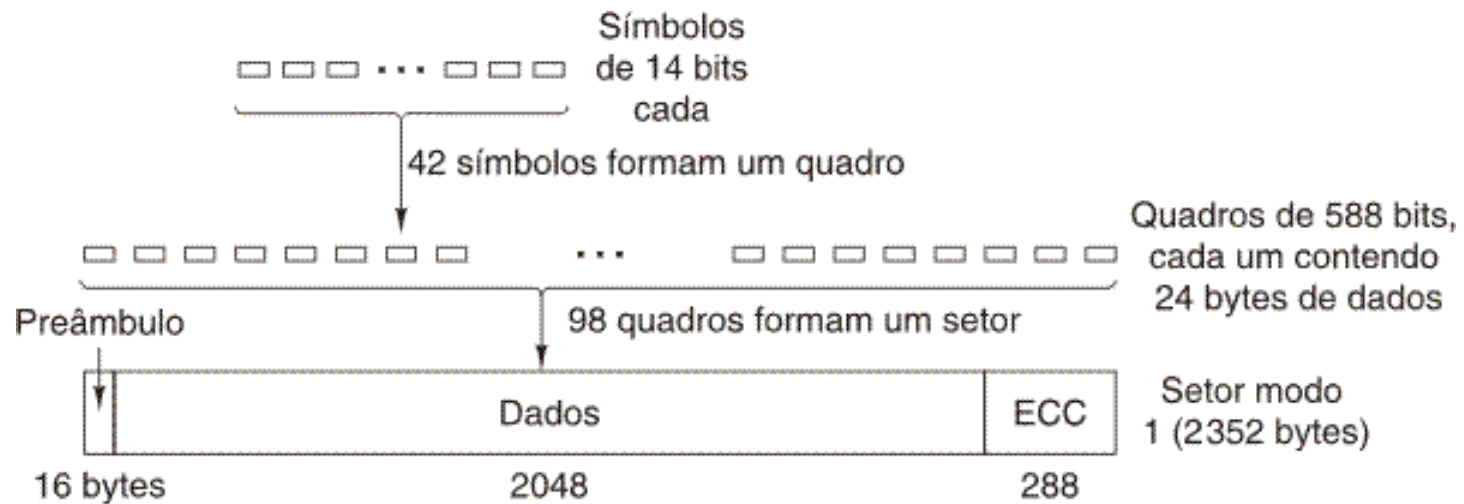 Símbolos
de 14 bits
cada
42 símbolos formam um quadro
Quadros de 588 bits,
cada um contendo
24 bytes de dados
Preâmbulo
98 quadros formam um setor
Dados
ECC
Setor modo
1 (2352 bytes)
16 bytes
2048
288